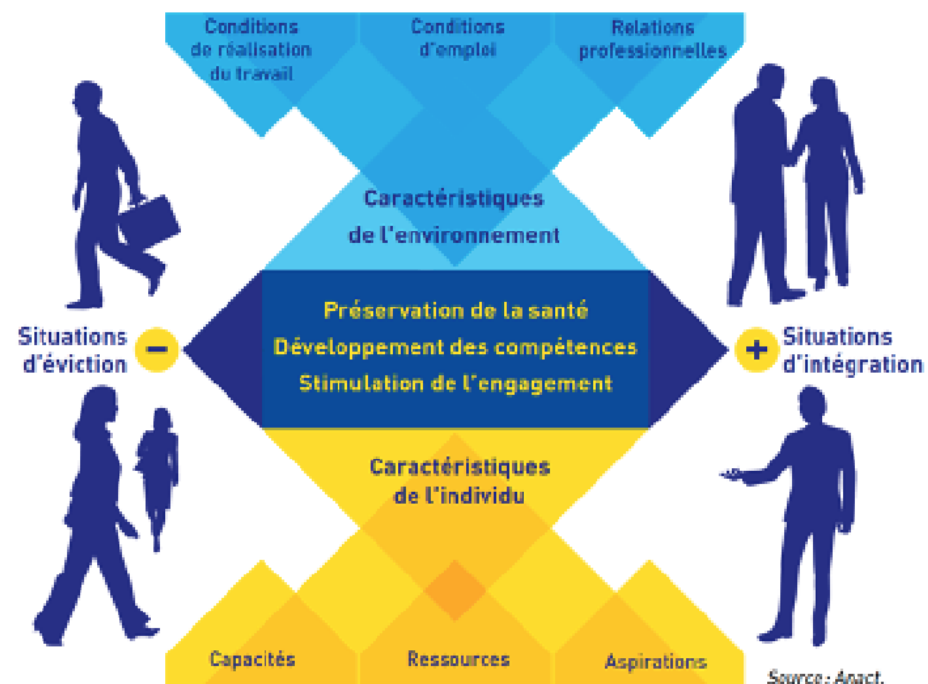 Conditions
de réalisation
du travail
Conditions
d'emploi
Relations
professionnelles
Caractéristiques
de l'environnement
Préservation de la santé
Développement des compétences
Stimulation de l'engagement
Situations
d'éviction
−
+
Situations
d'intégration
Caractéristiques
de l'individu
Capacités
Ressources
Aspirations
Source : Anact.